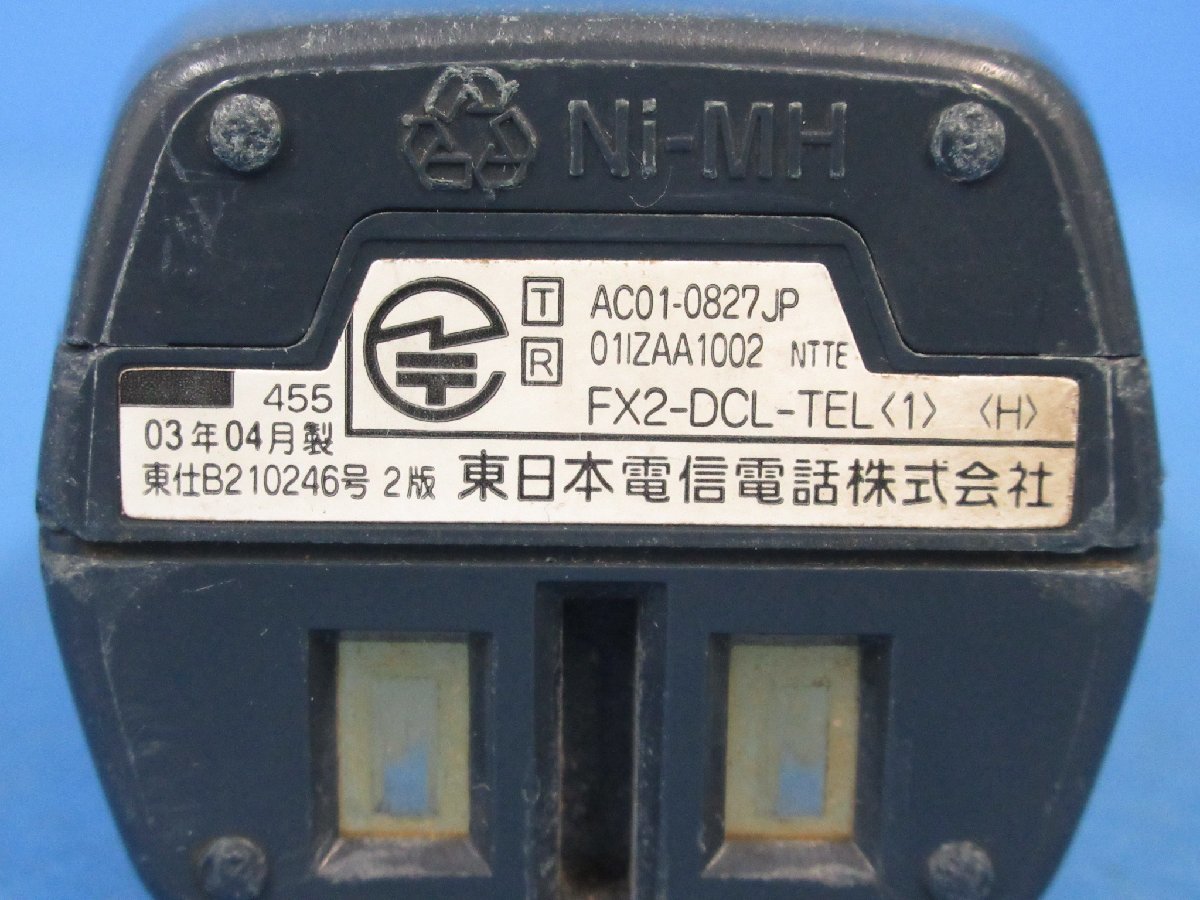 Ni-MH
T AC01-0827JP
R 01IZAA1002 NTTE
FX2-DCL-TEL〈1〉 〈H〉
455
03年04月製
東仕B210246号 2版 東日本電信電話株式会社